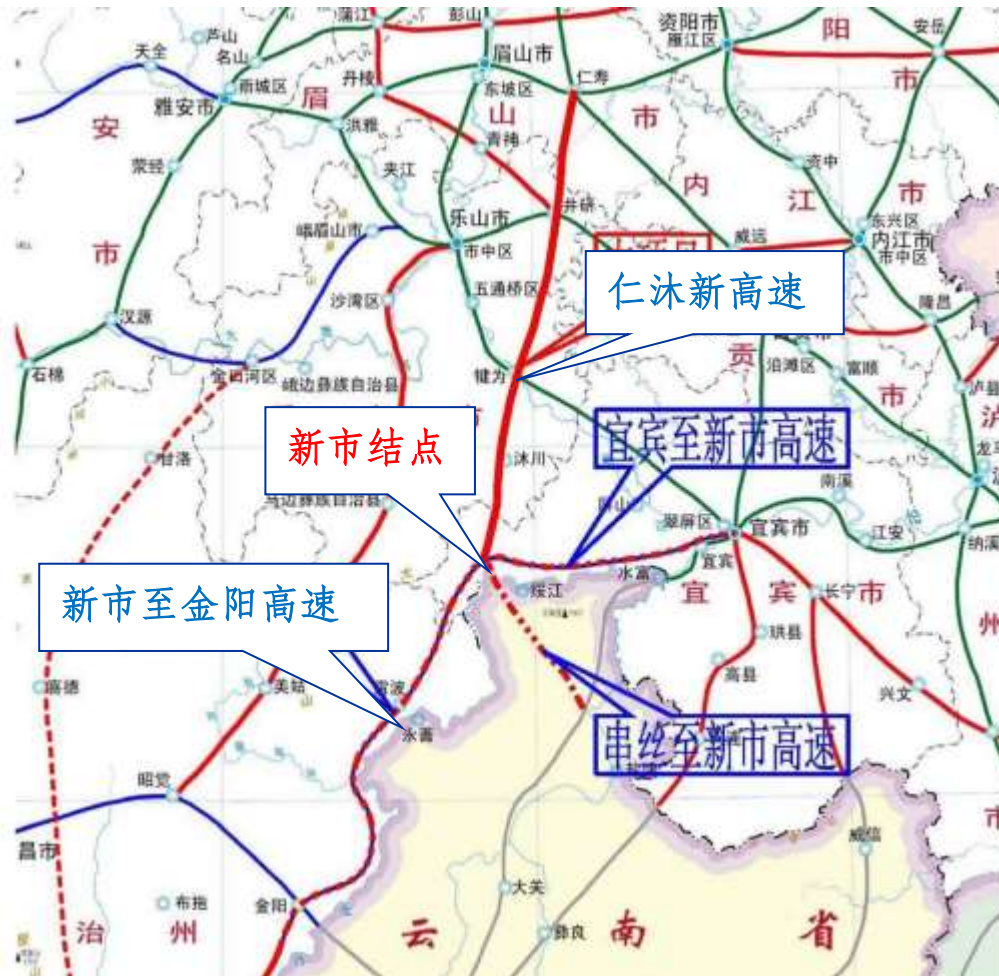 蒲江
彭山
资阳市
雁江区
阳
安岳
芦山
天全
名山
眉山市
仁寿
市
丹棱
东坡区
雨城区
雅安市
眉
山
市
安
洪雅
青神
资中
荥经
夹江
内
江
市
井研
东兴区
内江市
市中区
乐山市
市中区
峨眉山市
威远
市
仁沐新高速
沙湾区
五通桥区
隆昌
汉源
贡
石棉
金口河区
峨边彝族自治县
犍为
沿滩区
富顺
市
泸县
泸
新市结点
宜宾至新市高速
甘洛
沐川
南溪
马边彝族自治县
屏山
翠屏区
宜宾市
江安
纳溪
宜宾
水富
新市至金阳高速
绥江
宜
宾
市
长宁
州
珙县
高县
喜德
美姑
雷波
兴文
永善
串丝至新市高速
昭觉
市
昌市
威信
布拖
金阳
大关
治
州
云
南
省
彝良